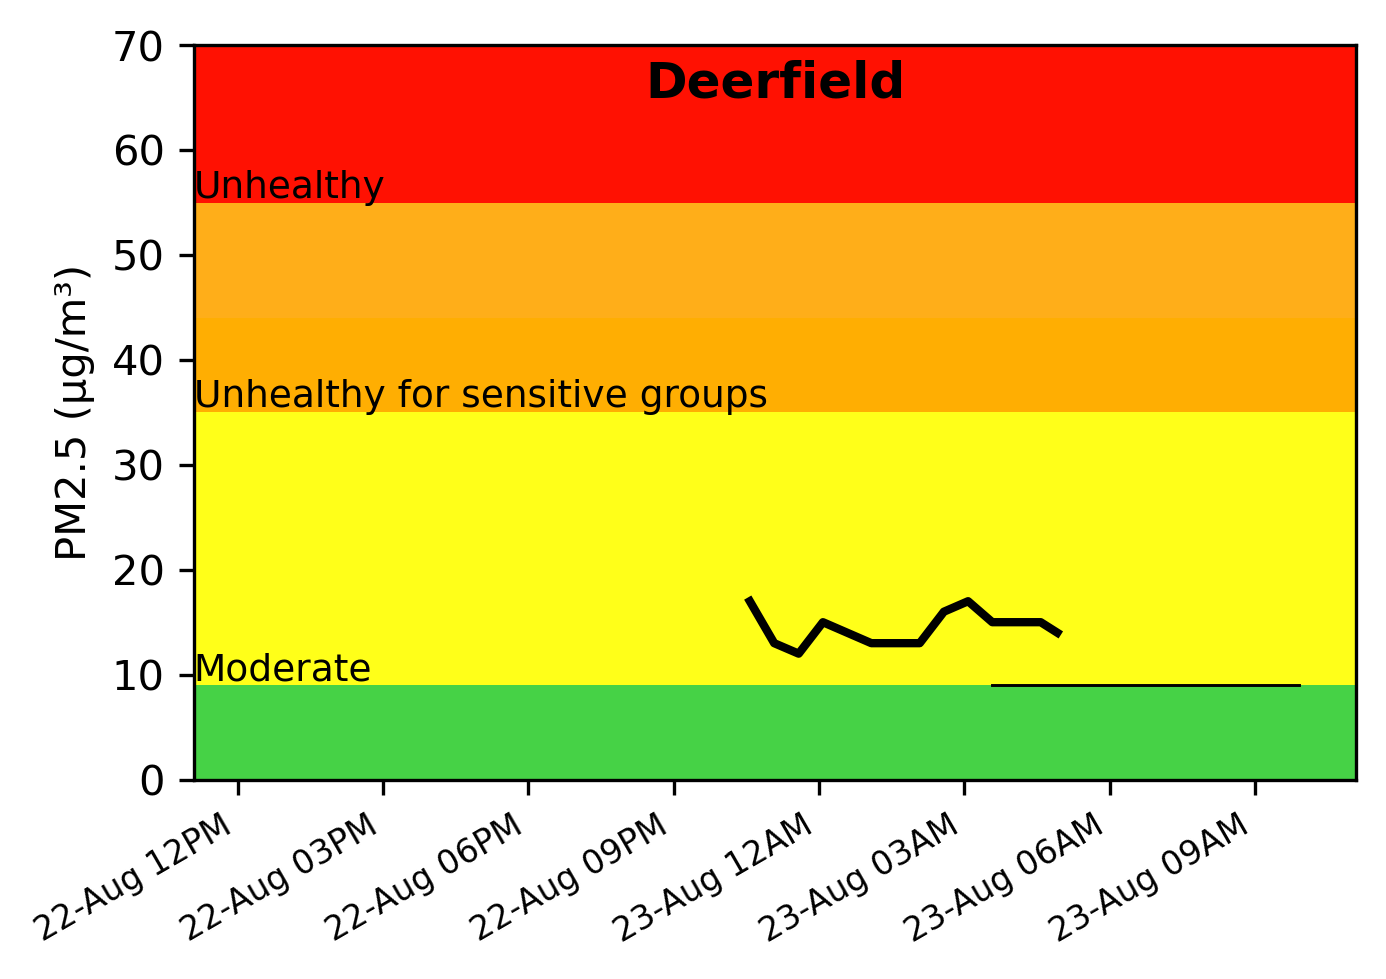 Deerfield
PM2.5 (µg/m³)
70
60
Unhealthy
50
40
Unhealthy for sensitive groups
30
20
Moderate
10
0
22-Aug 12PM
22-Aug 03PM
22-Aug 06PM
22-Aug 09PM
23-Aug 12AM
23-Aug 03AM
23-Aug 06AM
23-Aug 09AM